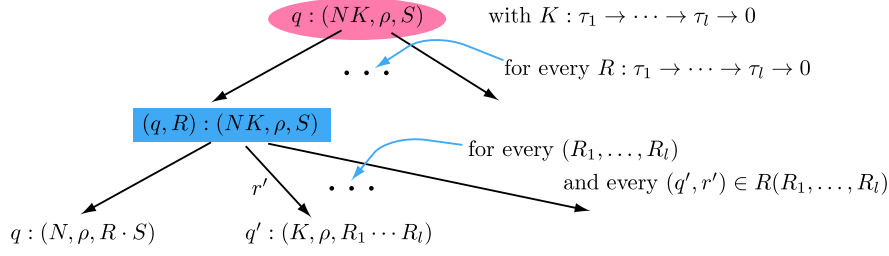 q : (NK, ρ, S) with K : τ₁ → ··· → τₗ → 0
··· for every R : τ₁ → ··· → τₗ → 0
(q, R) : (NK, ρ, S)
for every (R₁, . . . , Rₗ)
r′ ··· and every (q′, r′) ∈ R(R₁, . . . , Rₗ)
q : (N, ρ, R · S) q′ : (K, ρ, R₁ ··· Rₗ)